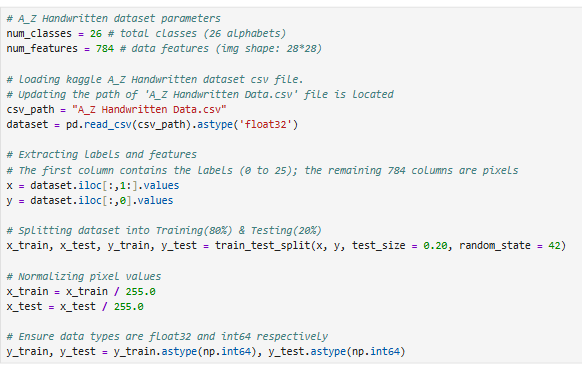 # A_Z Handwritten dataset parameters
num_classes = 26 # total classes (26 alphabets)
num_features = 784 # data features (img shape: 28*28)
# loading kaggle A_Z Handwritten dataset csv file.
# Updating the path of 'A_Z Handwritten Data.csv' file is located
csv_path = "A_Z Handwritten Data.csv"
dataset = pd.read_csv(csv_path).astype('float32')
# Extracting labels and features
# The first column contains the labels (0 to 25); the remaining 784 columns are pixels
x = dataset.iloc[:,1:].values
y = dataset.iloc[:,0].values
# Splitting dataset into Training(80%) & Testing(20%)
x_train, x_test, y_train, y_test = train_test_split(x, y, test_size = 0.20, random_state = 42)
# Normalizing pixel values
x_train = x_train / 255.0
x_test = x_test / 255.0
# Ensure data types are float32 and int64 respectively
y_train, y_test = y_train.astype(np.int64), y_test.astype(np.int64)